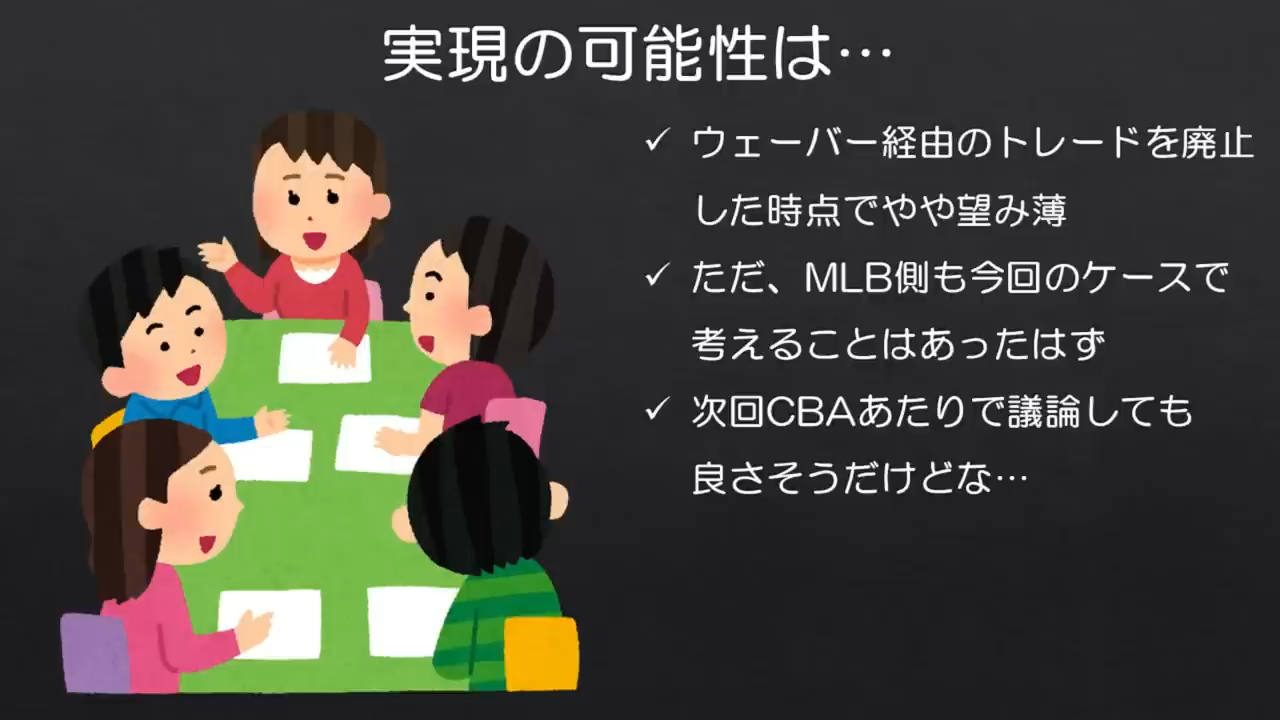 実現の可能性は…
✓ ウェーバー経由のトレードを廃止
した時点でやや望み薄
✓ ただ、MLB側も今回のケースで
考えることはあったはず
✓ 次回CBAあたりで議論しても
良さそうだけどな…